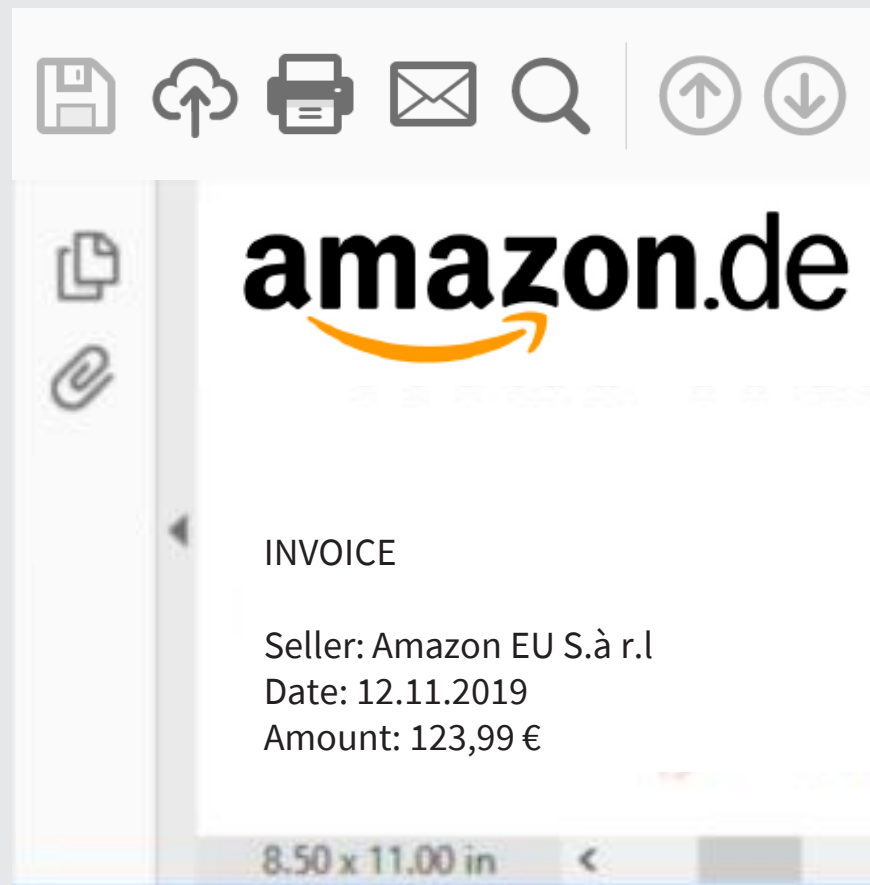 amazon.de
INVOICE
Seller: Amazon EU S.à r.l
Date: 12.11.2019
Amount: 123,99 €
8.50 x 11.00 in